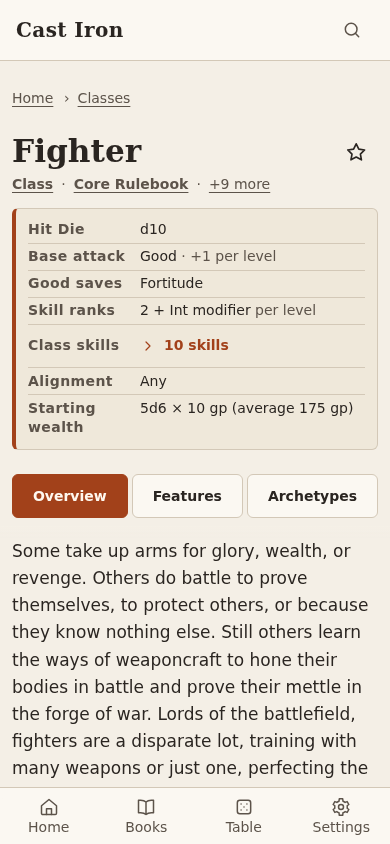 Cast Iron
Home › Classes
Fighter
Class · Core Rulebook · +9 more
Hit Die d10
Base attack Good · +1 per level
Good saves Fortitude
Skill ranks 2 + Int modifier per level
Class skills › 10 skills
Alignment Any
Starting wealth 5d6 × 10 gp (average 175 gp)
Overview Features Archetypes
Some take up arms for glory, wealth, or
revenge. Others do battle to prove
themselves, to protect others, or because
they know nothing else. Still others learn
the ways of weaponcraft to hone their
bodies in battle and prove their mettle in
the forge of war. Lords of the battlefield,
fighters are a disparate lot, training with
many weapons or just one, perfecting the
Home Books Table Settings